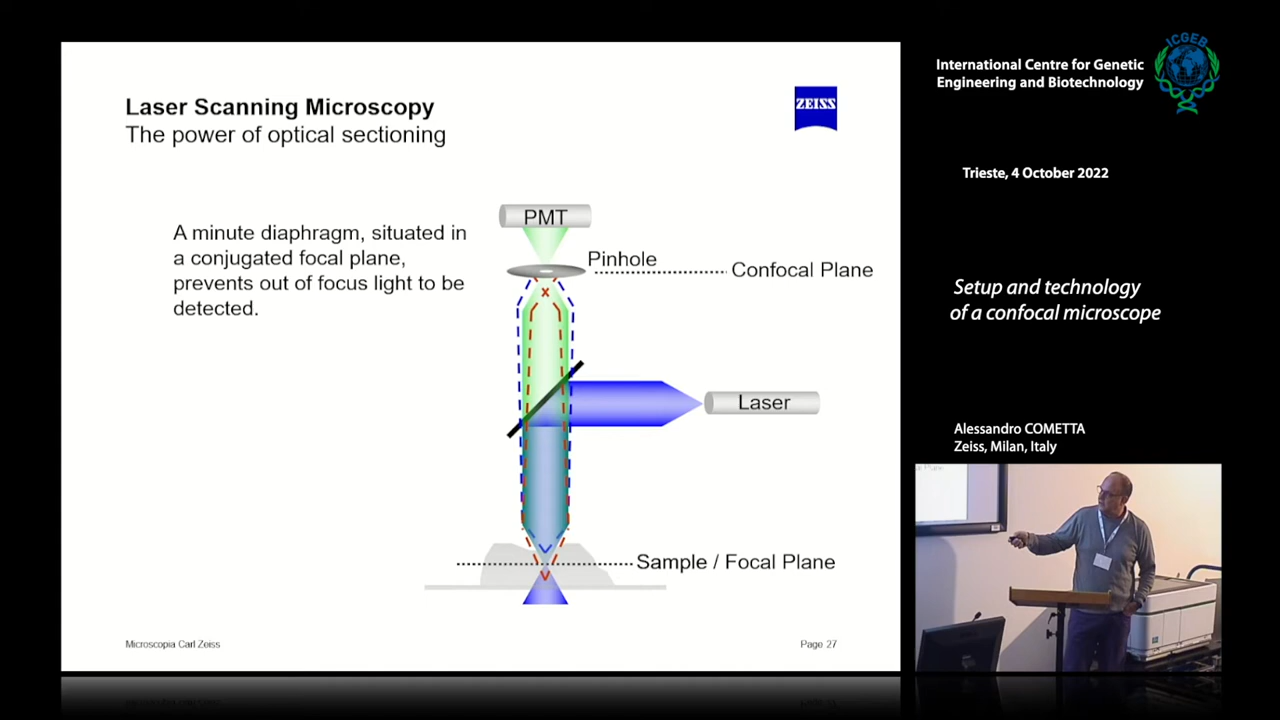 Laser Scanning Microscopy
The power of optical sectioning
ZEISS
A minute diaphragm, situated in
a conjugated focal plane,
prevents out of focus light to be
detected.
PMT
Pinhole
Confocal Plane
Laser
Sample / Focal Plane
Microscopia Carl Zeiss
Page 27
International Centre for Genetic
Engineering and Biotechnology
ICGEB
Trieste, 4 October 2022
Setup and technology
of a confocal microscope
Alessandro COMETTA
Zeiss, Milan, Italy